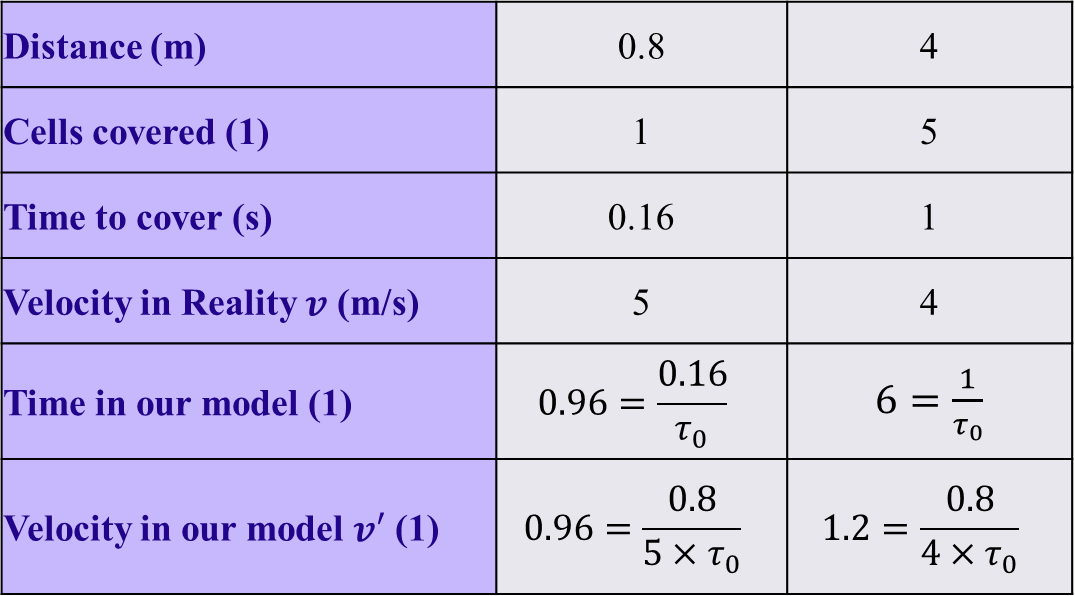 Distance (m) 0.8 4
Cells covered (1) 1 5
Time to cover (s) 0.16 1
Velocity in Reality 𝒗 (m/s) 5 4
Time in our model (1) 0.96 = 0.16/τ₀ 6 = 1/τ₀
Velocity in our model 𝒗′ (1) 0.96 = 0.8/(5 × τ₀) 1.2 = 0.8/(4 × τ₀)